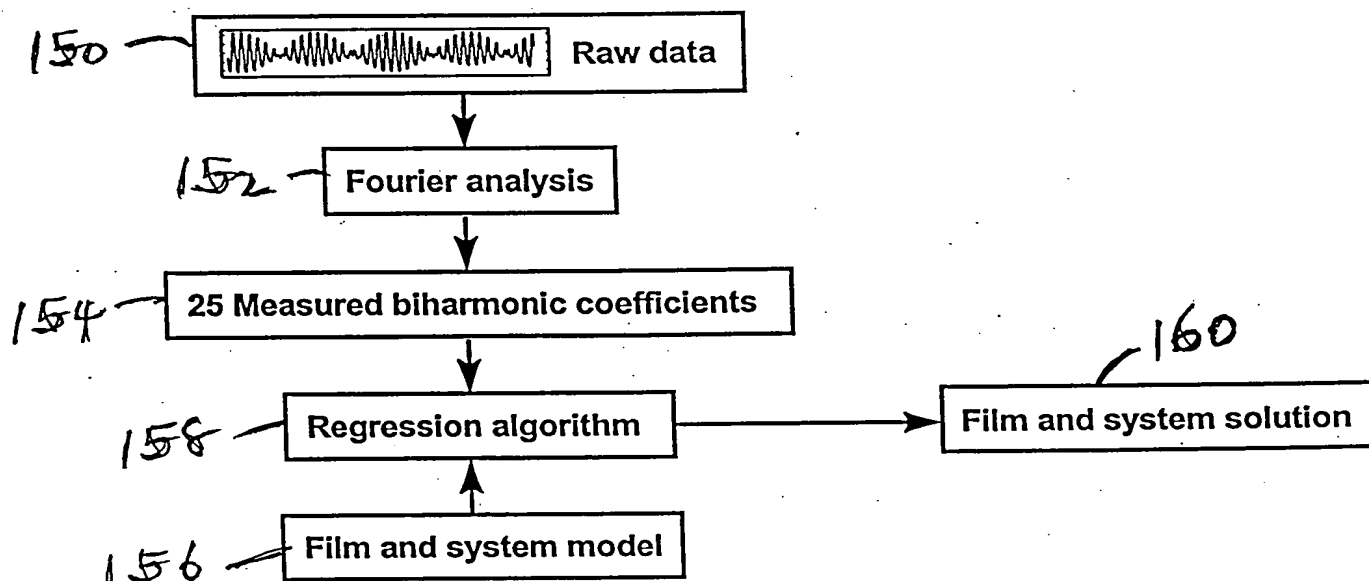 150 Raw data
152 Fourier analysis
154 25 Measured biharmonic coefficients
160
158 Regression algorithm Film and system solution
156 Film and system model